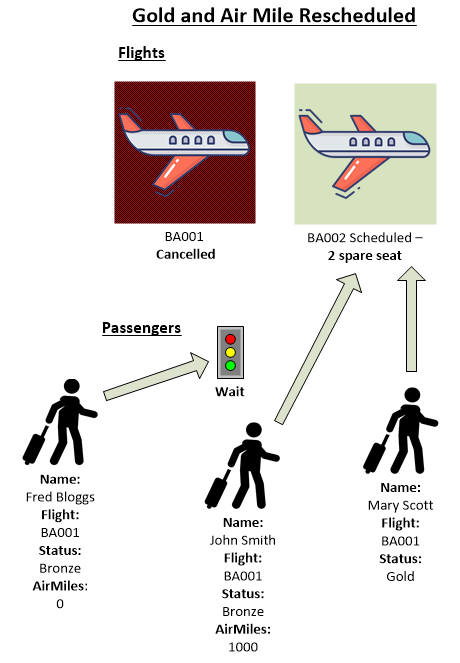 Gold and Air Mile Rescheduled
Flights
BA001
Cancelled
BA002 Scheduled –
2 spare seat
Passengers
Wait
Name:
Fred Bloggs
Flight:
BA001
Status:
Bronze
AirMiles:
0
Name:
John Smith
Flight:
BA001
Status:
Bronze
AirMiles:
1000
Name:
Mary Scott
Flight:
BA001
Status:
Gold